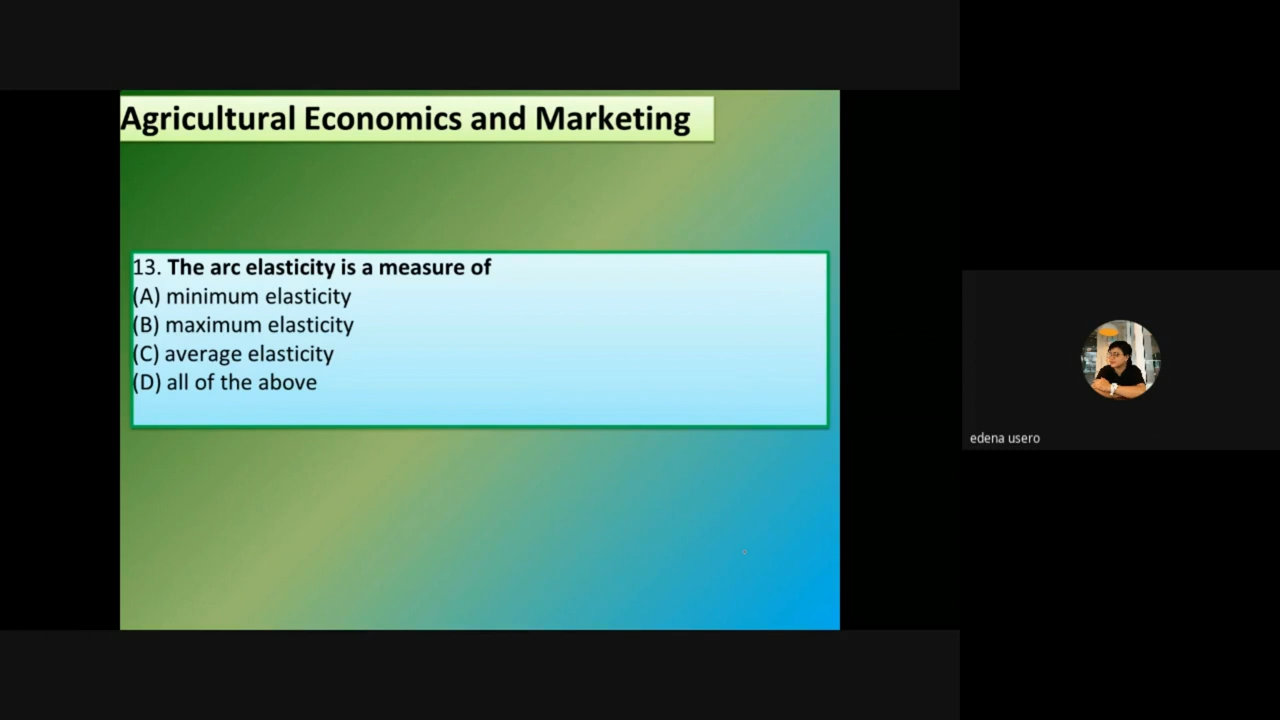 Agricultural Economics and Marketing
13. The arc elasticity is a measure of
(A) minimum elasticity
(B) maximum elasticity
(C) average elasticity
(D) all of the above
edena usero